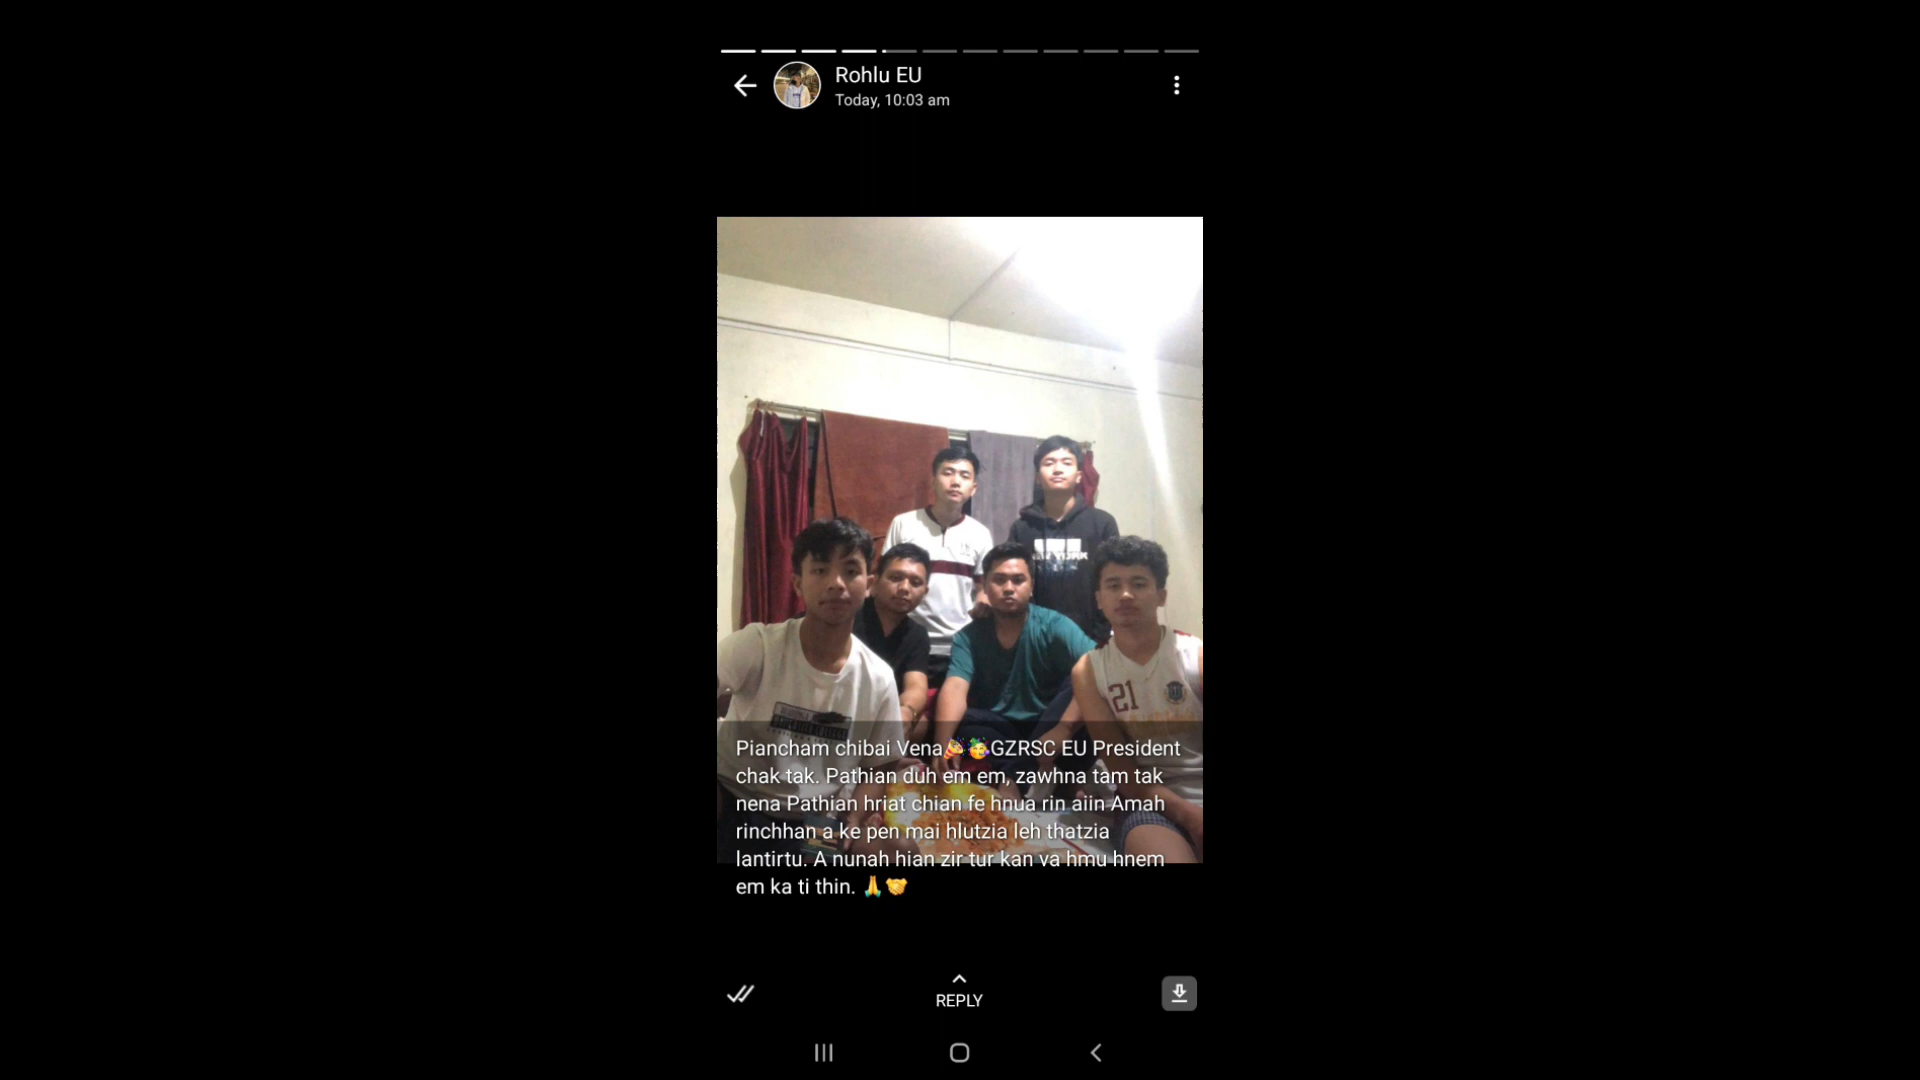 Rohlu EU
Today, 10:03 am
21
Piancham chibai Vena🎉🥳GZRSC EU President
chak tak. Pathian duh em em, zawhna tam tak
nena Pathian hriat chian fe hnua rin aiin Amah
rinchhan a ke pen mai hlutzia leh thatzia
lantirtu. A nunah hian zir tur kan va hmu hnem
em ka ti thin. 🙏🤝
REPLY